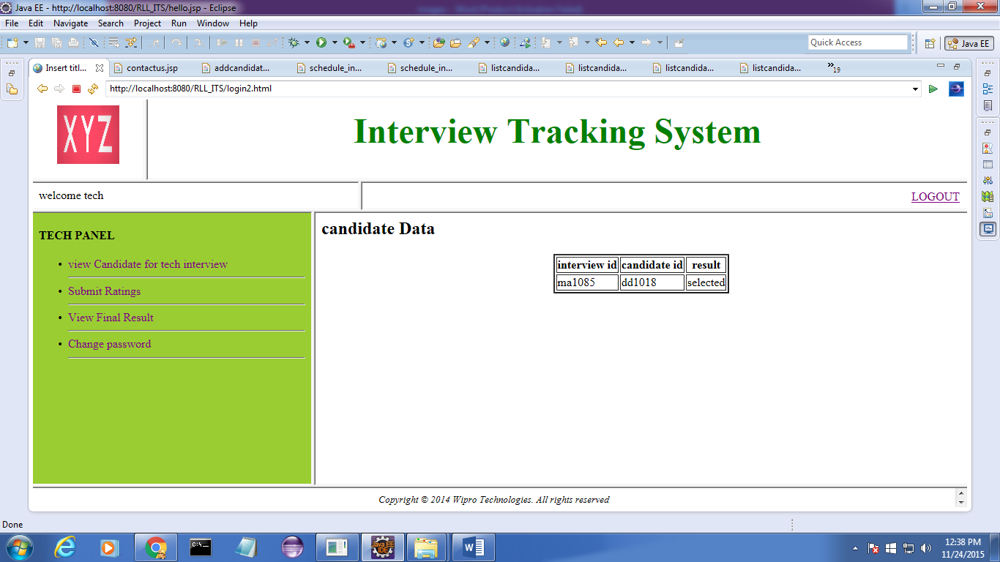 Java EE - http://localhost:8080/RLL_ITS/hello.jsp - Eclipse
File Edit Navigate Search Project Run Window Help
Quick Access
Java EE
Insert titl... contactus.jsp addcandidat... schedule_in... schedule_in... listcandida... listcandida... listcandida... listcandida... »19
http://localhost:8080/RLL_ITS/login2.html
XYZ
Interview Tracking System
welcome tech
LOGOUT
TECH PANEL
• view Candidate for tech interview
• Submit Ratings
• View Final Result
• Change password
candidate Data
interview id candidate id result
ma1085 dd1018 selected
Copyright © 2014 Wipro Technologies. All rights reserved
Done
C:\
Java EE
IDE
12:38 PM
11/24/2015